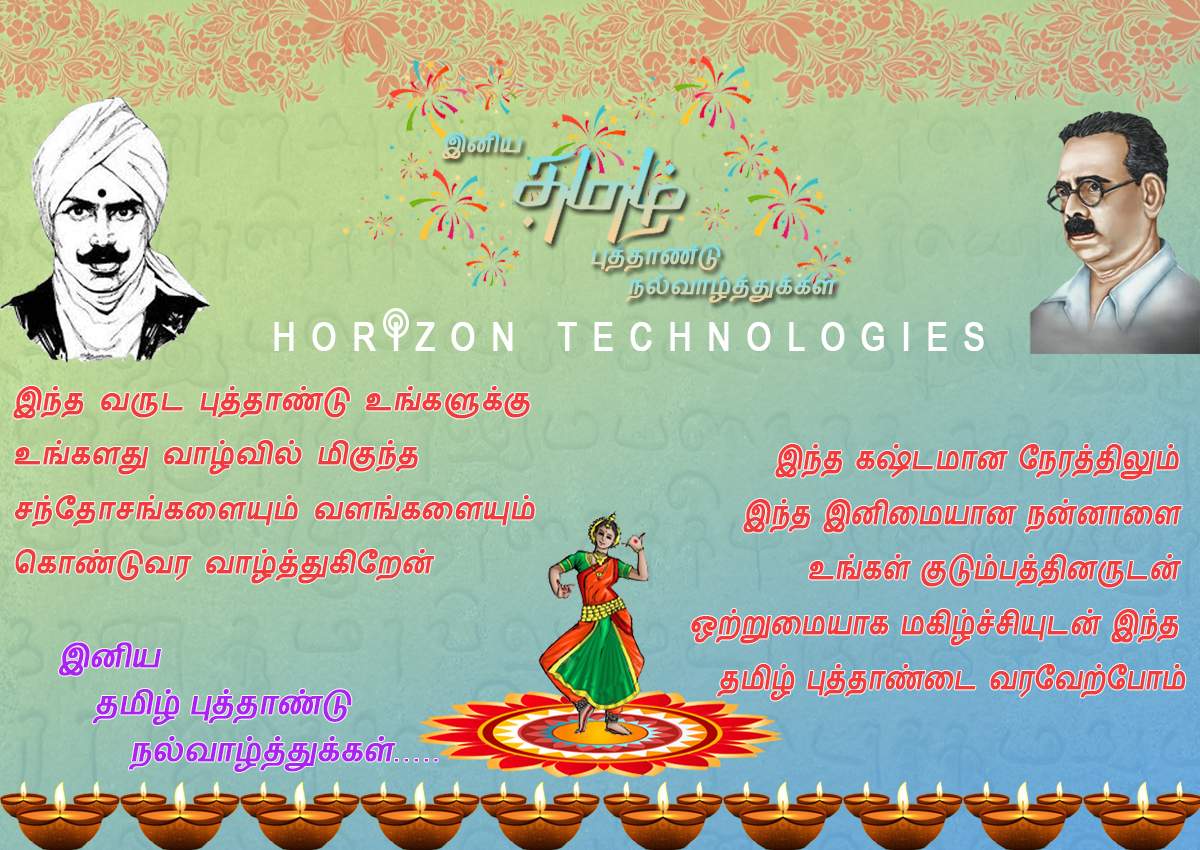 இனிய
தமிழ்
புத்தாண்டு
நல்வாழ்த்துக்கள்
HORIZON TECHNOLOGIES
இந்த வருட புத்தாண்டு உங்களுக்கு
உங்களது வாழ்வில் மிகுந்த
சந்தோசங்களையும் வளங்களையும்
கொண்டுவர வாழ்த்துகிறேன்
இந்த கஷ்டமான நேரத்திலும்
இந்த இனிமையான நன்னாளை
உங்கள் குடும்பத்தினருடன்
ஒற்றுமையாக மகிழ்ச்சியுடன் இந்த
தமிழ் புத்தாண்டை வரவேற்போம்
இனிய
தமிழ் புத்தாண்டு
நல்வாழ்த்துக்கள்.....